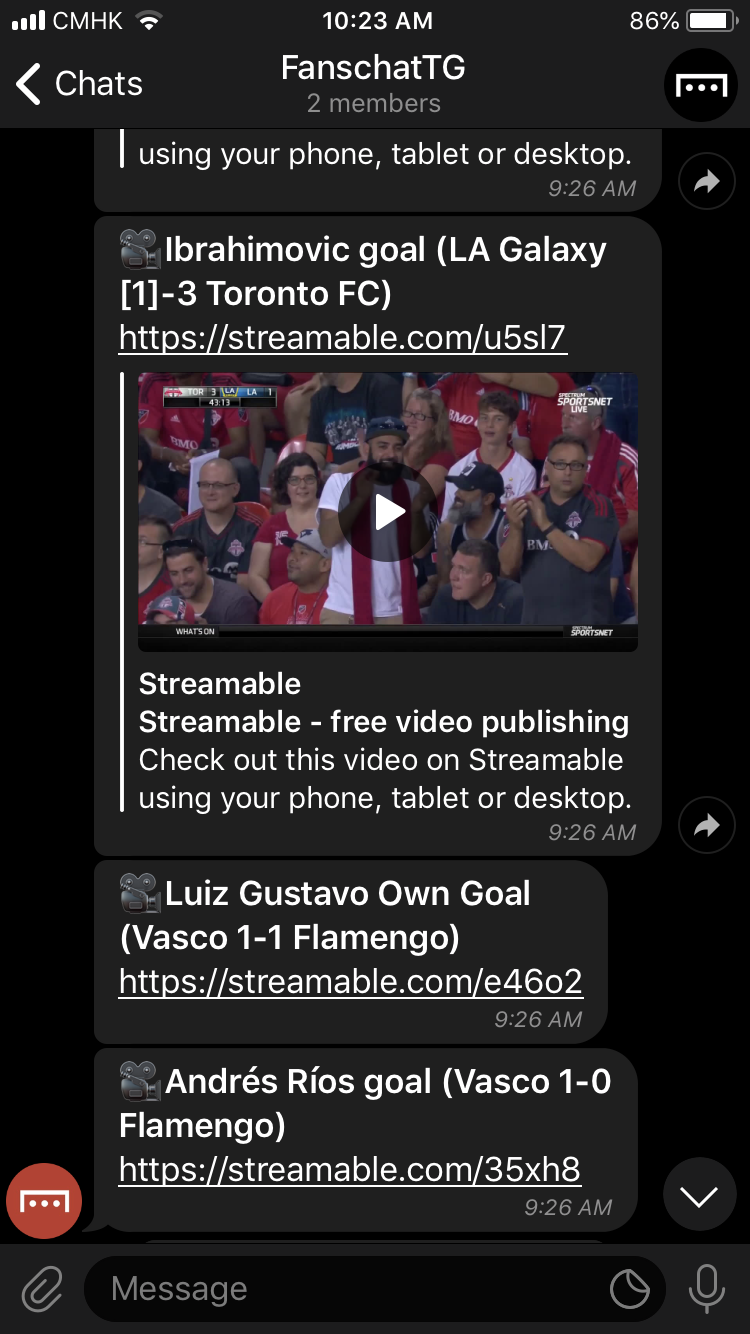 CMHK 10:23 AM 86%
Chats FanschatTG
2 members
using your phone, tablet or desktop.
9:26 AM
Ibrahimovic goal (LA Galaxy
[1]-3 Toronto FC)
https://streamable.com/u5sl7
TOR 3 LA LA 1
43:13
SPECTRUM
SPORTSNET
LIVE
BMO
BM
WHAT'S ON
SPECTRUM
SPORTSNET
Streamable
Streamable - free video publishing
Check out this video on Streamable
using your phone, tablet or desktop.
9:26 AM
Luiz Gustavo Own Goal
(Vasco 1-1 Flamengo)
https://streamable.com/e46o2
9:26 AM
Andrés Ríos goal (Vasco 1-0
Flamengo)
https://streamable.com/35xh8
9:26 AM
Message